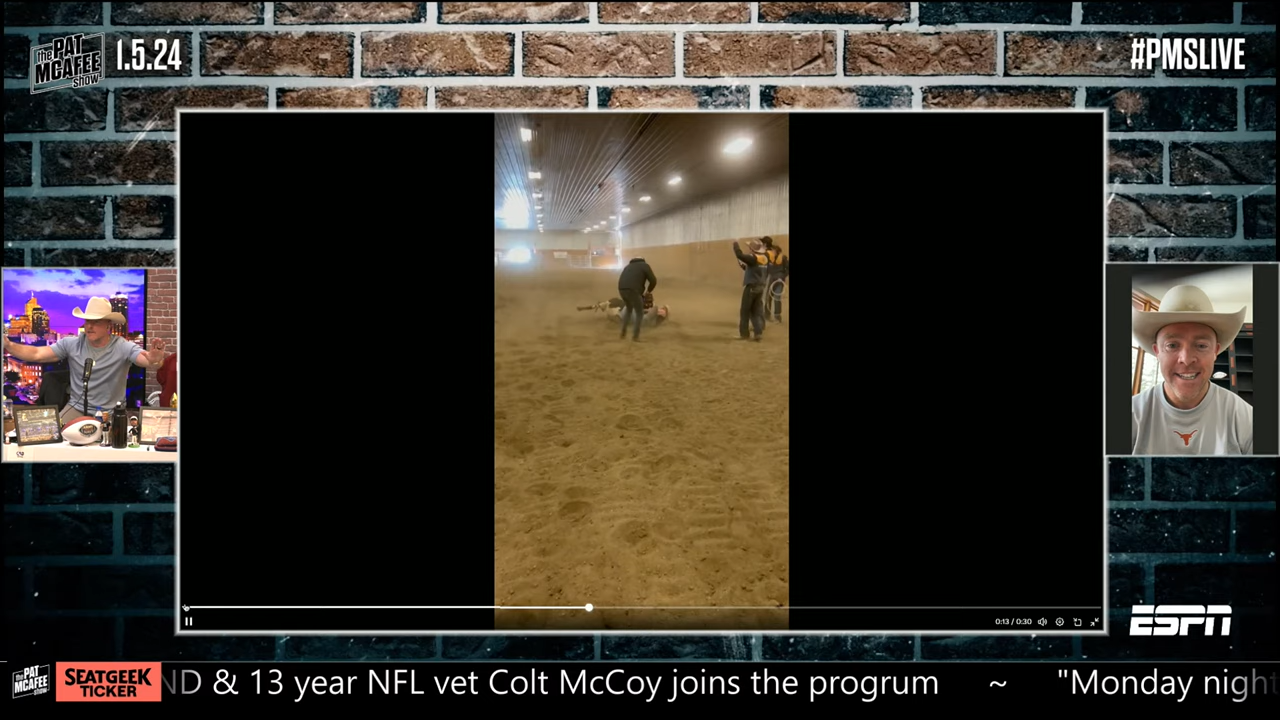 the PAT MCAFEE show
1.5.24
#PMSLIVE
0:13 / 0:30
ESPN
the PAT MCAFEE show
SEATGEEK TICKER
ND & 13 year NFL vet Colt McCoy joins the progrum ~ "Monday night